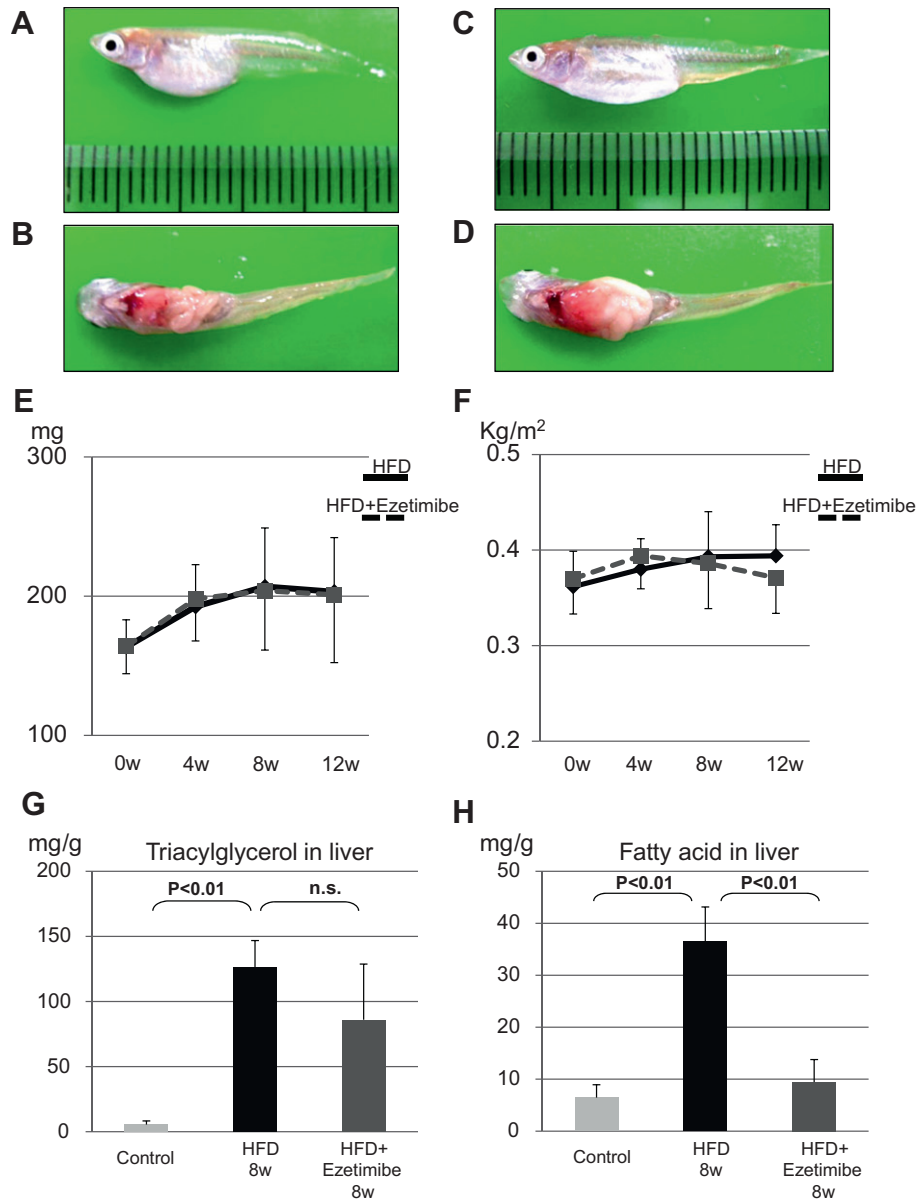 A
C
B
D
E
mg
300
200
100
0w 4w 8w 12w
HFD
HFD+Ezetimibe
F
Kg/m²
0.5
0.4
0.3
0.2
0w 4w 8w 12w
HFD
HFD+Ezetimibe
G
mg/g
Triacylglycerol in liver
200
150
100
50
0
P<0.01
n.s.
Control
HFD
8w
HFD+
Ezetimibe
8w
H
mg/g
Fatty acid in liver
50
40
30
20
10
0
P<0.01
P<0.01
Control
HFD
8w
HFD+
Ezetimibe
8w